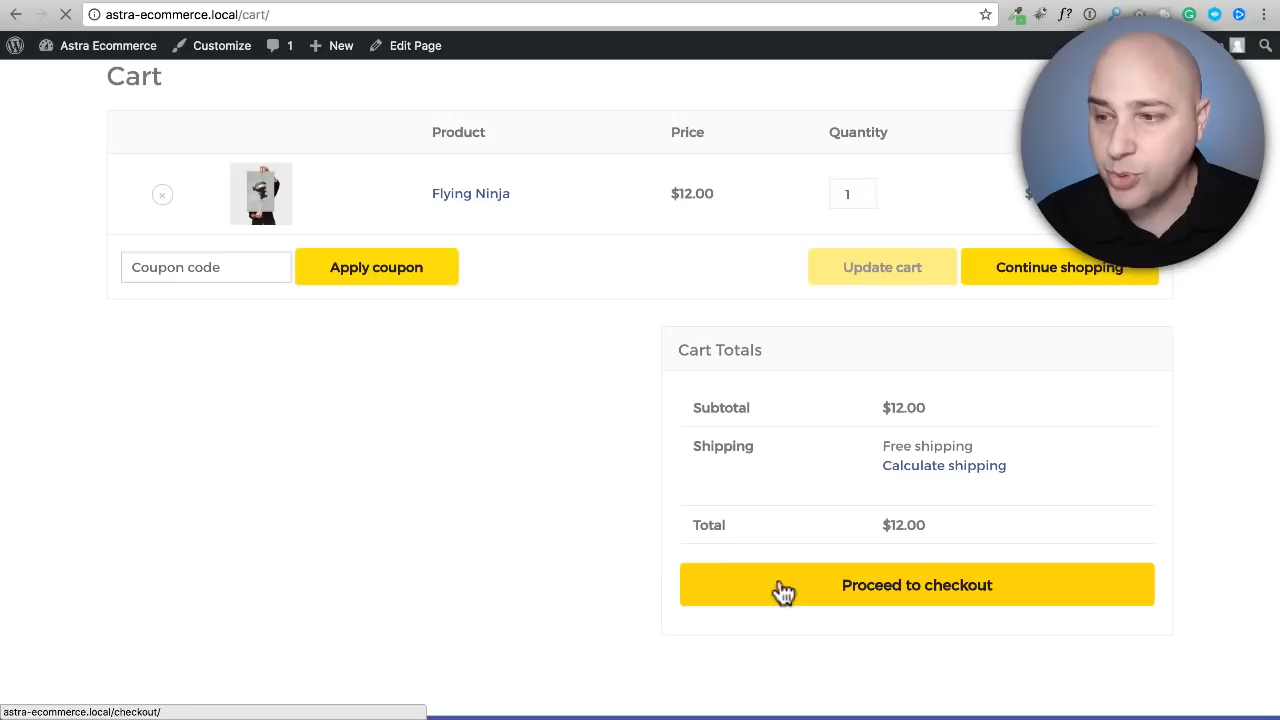 astra-ecommerce.local/cart/
f?
Astra Ecommerce Customize 1 New Edit Page
Cart
Product Price Quantity
× Flying Ninja $12.00 1 $
Coupon code Apply coupon Update cart Continue shopping
Cart Totals
Subtotal $12.00
Shipping Free shipping
Calculate shipping
Total $12.00
Proceed to checkout
astra-ecommerce.local/checkout/